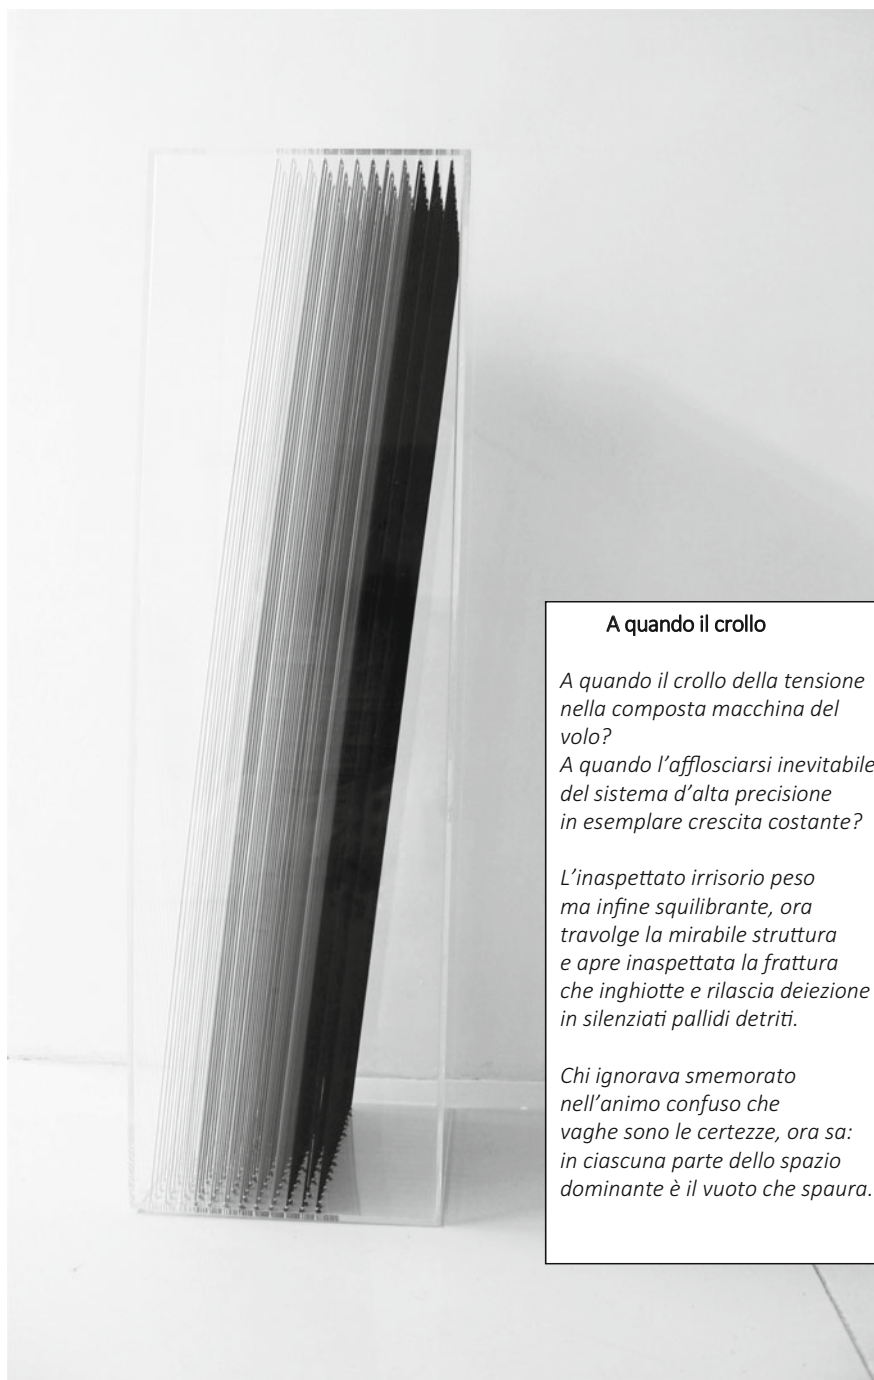 A quando il crollo
A quando il crollo della tensione
nella composta macchina del
volo?
A quando l’afflosciarsi inevitabile
del sistema d’alta precisione
in esemplare crescita costante?
L’inaspettato irrisorio peso
ma infine squilibrante, ora
travolge la mirabile struttura
e apre inaspettata la frattura
che inghiotte e rilascia deiezione
in silenziati pallidi detriti.
Chi ignorava smemorato
nell’animo confuso che
vaghe sono le certezze, ora sa:
in ciascuna parte dello spazio
dominante è il vuoto che spaura.